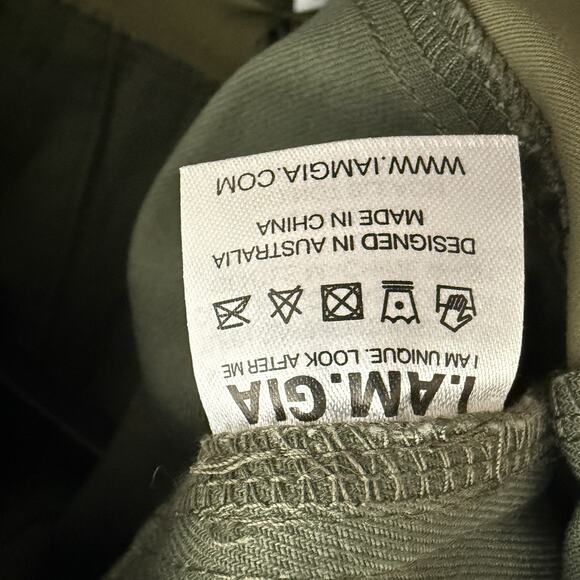 I.AM.GIA
I AM UNIQUE. LOOK AFTER ME
DESIGNED IN AUSTRALIA
MADE IN CHINA
WWW.IAMGIA.COM